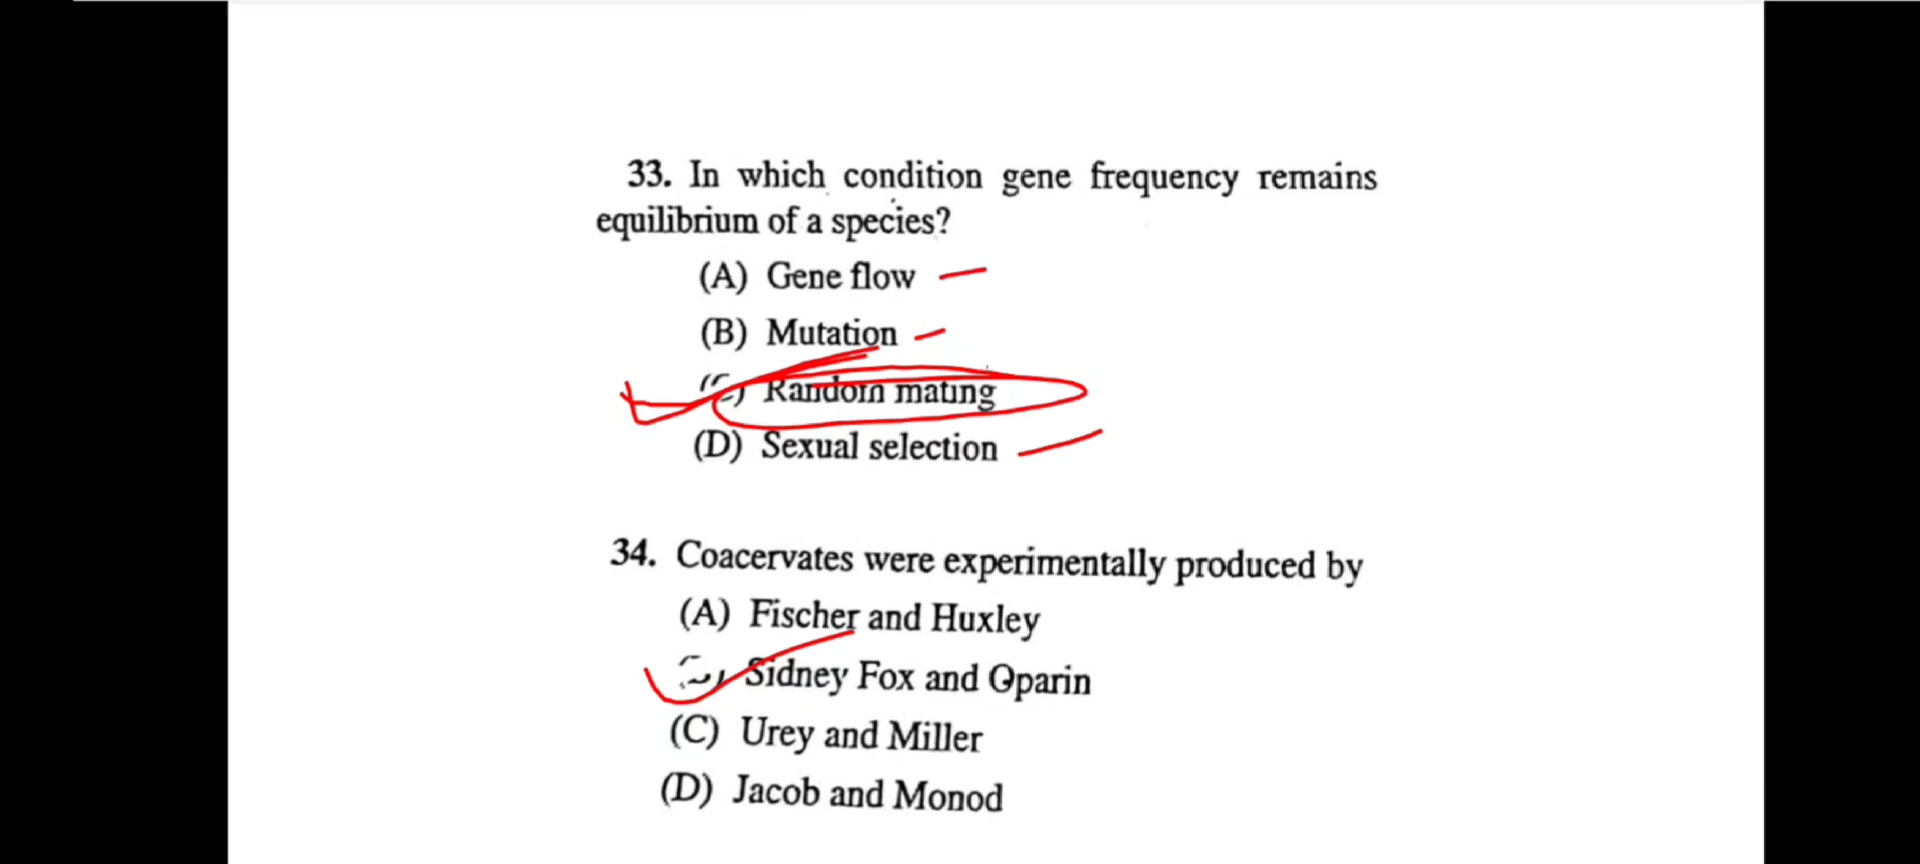 33. In which condition gene frequency remains
equilibrium of a species?
(A) Gene flow
(B) Mutation
(C) Random mating
(D) Sexual selection
34. Coacervates were experimentally produced by
(A) Fischer and Huxley
Sidney Fox and Oparin
(C) Urey and Miller
(D) Jacob and Monod